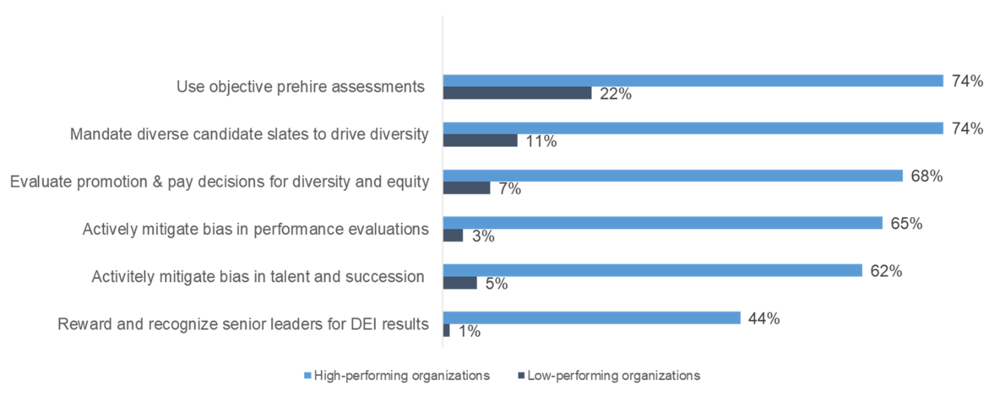 Use objective prehire assessments
74%
22%
Mandate diverse candidate slates to drive diversity
74%
11%
Evaluate promotion & pay decisions for diversity and equity
68%
7%
Actively mitigate bias in performance evaluations
65%
3%
Activitely mitigate bias in talent and succession
62%
5%
Reward and recognize senior leaders for DEI results
44%
1%
High-performing organizations
Low-performing organizations